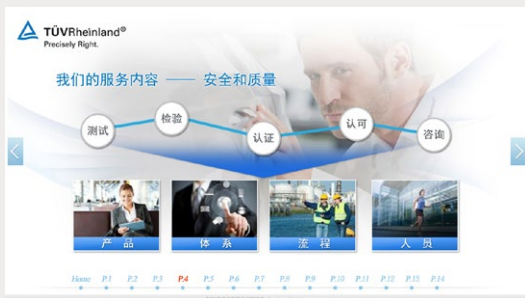 TÜVRheinland®
Precisely Right.
我们的服务内容 —— 安全和质量
测试 检验 认证 认可 咨询
产品 体系 流程 人员
Home P.1 P.2 P.3 P.4 P.5 P.6 P.7 P.8 P.9 P.10 P.11 P.12 P.13 P.14